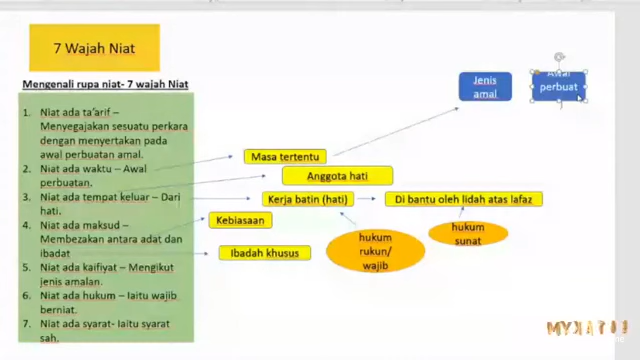 7 Wajah Niat
Mengenali rupa niat- 7 wajah Niat
1. Niat ada ta'arif –
Menyegajakan sesuatu perkara
dengan menyertakan pada
awal perbuatan amal.
2. Niat ada waktu – Awal
perbuatan.
3. Niat ada tempat keluar – Dari
hati.
4. Niat ada maksud –
Membezakan antara adat dan
ibadat
5. Niat ada kaifiyat – Mengikut
jenis amalan.
6. Niat ada hukum – Iaitu wajib
berniat.
7. Niat ada syarat- Iaitu syarat
sah.
Jenis
amal
Awal
perbuat
Masa tertentu
Anggota hati
Kerja batin (hati)
Di bantu oleh lidah atas lafaz
Kebiasaan
hukum
sunat
hukum
rukun/
wajib
Ibadah khusus